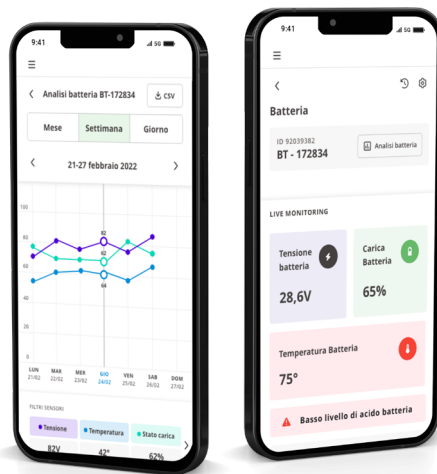 9:41
5G
Analisi batteria BT-172834
CSV
Mese
Settimana
Giorno
21-27 febbraio 2022
100
80
60
40
20
0
82
62
64
LUN
21/02
MAR
22/02
MER
23/02
GIO
24/02
VEN
25/02
SAB
26/02
DOM
27/02
FILTRI SENSORI
Tensione
Temperatura
Stato carica
82V
42°
62%
9:41
5G
Batteria
ID 92039382
BT - 172834
Analisi batteria
LIVE MONITORING
Tensione
batteria
28,6V
Carica
Batteria
65%
Temperatura Batteria
75°
Basso livello di acido batteria